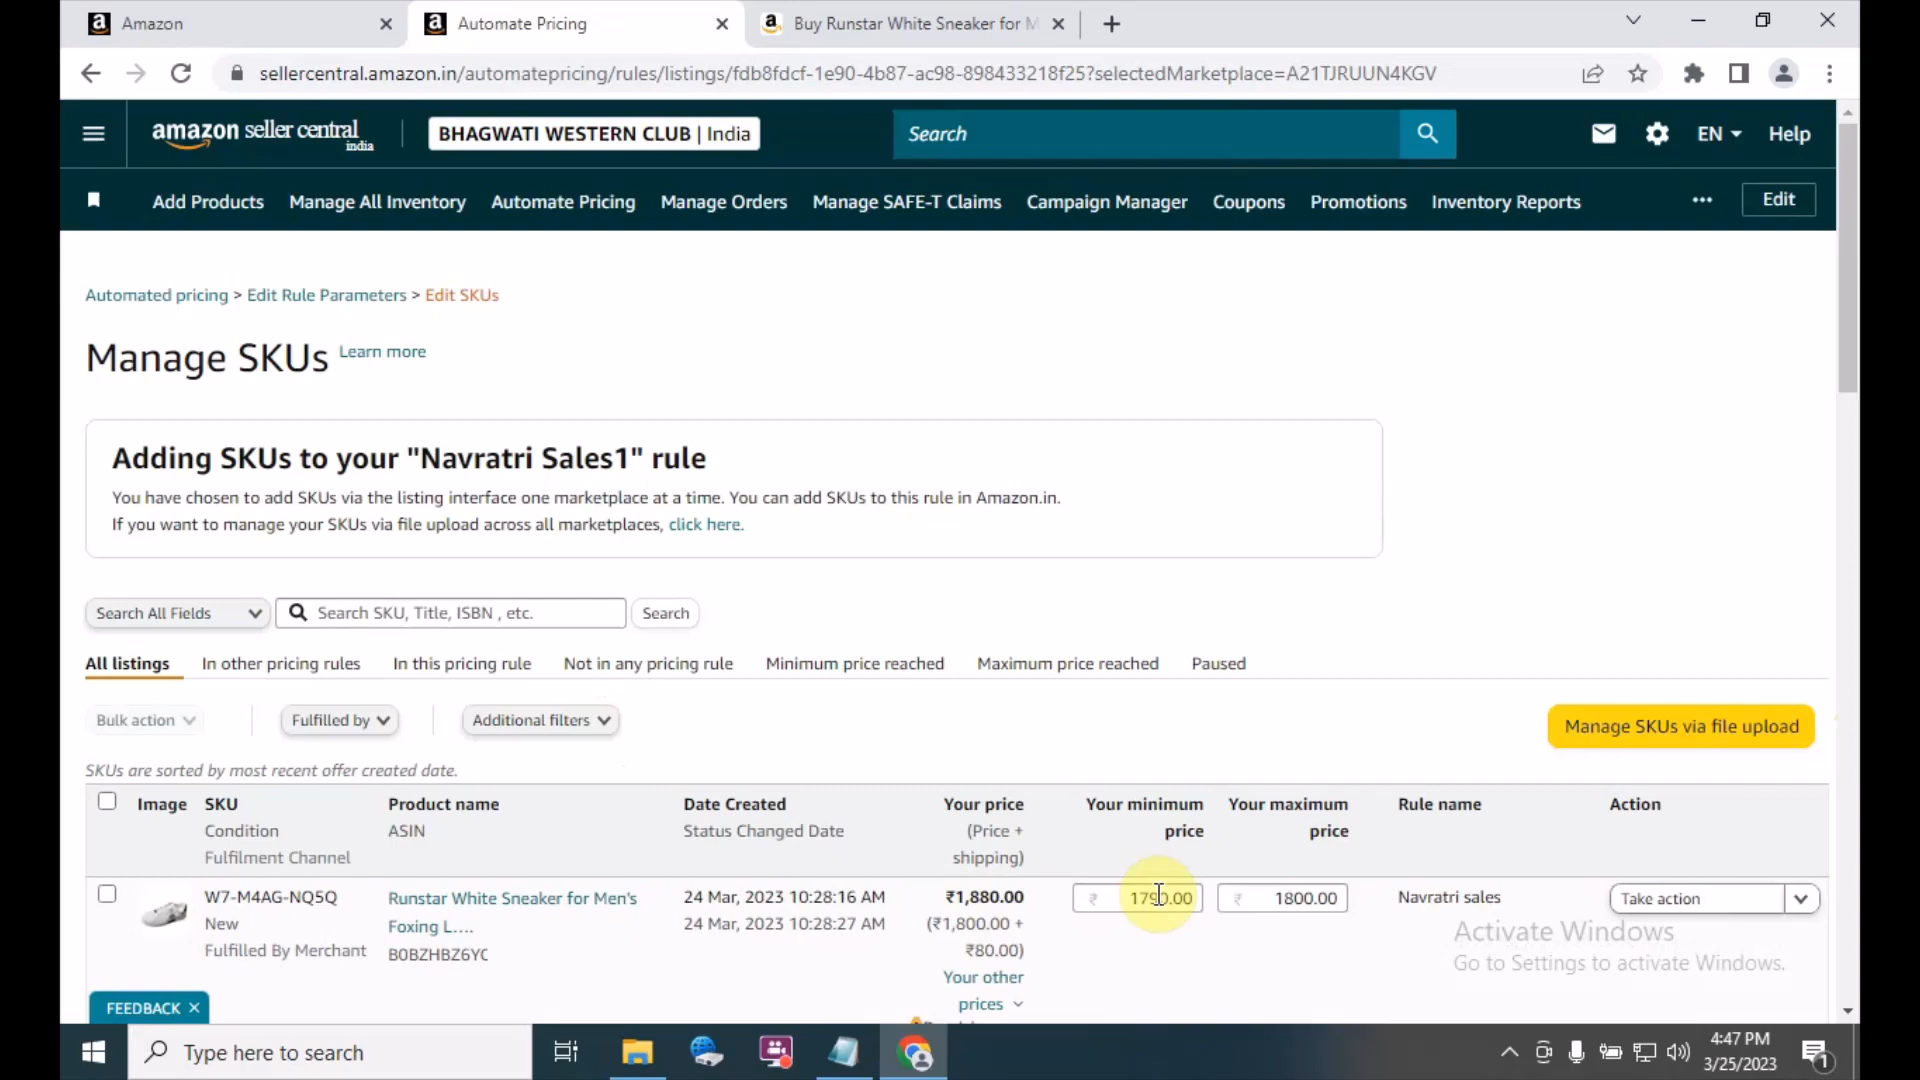 Amazon
Automate Pricing
Buy Runstar White Sneaker for M
sellercentral.amazon.in/automatepricing/rules/listings/fdb8fdcf-1e90-4b87-ac98-898433218f25?selectedMarketplace=A21TJRUUN4KGV
amazon seller central
india
BHAGWATI WESTERN CLUB | India
Search
EN
Help
Add Products
Manage All Inventory
Automate Pricing
Manage Orders
Manage SAFE-T Claims
Campaign Manager
Coupons
Promotions
Inventory Reports
Edit
Automated pricing > Edit Rule Parameters > Edit SKUs
Manage SKUs Learn more
Adding SKUs to your "Navratri Sales1" rule
You have chosen to add SKUs via the listing interface one marketplace at a time. You can add SKUs to this rule in Amazon.in.
If you want to manage your SKUs via file upload across all marketplaces, click here.
Search All Fields
Search SKU, Title, ISBN , etc.
Search
All listings
In other pricing rules
In this pricing rule
Not in any pricing rule
Minimum price reached
Maximum price reached
Paused
Bulk action
Fulfilled by
Additional filters
Manage SKUs via file upload
SKUs are sorted by most recent offer created date.
Image
SKU
Condition
Fulfilment Channel
Product name
ASIN
Date Created
Status Changed Date
Your price
(Price +
shipping)
Your minimum
price
Your maximum
price
Rule name
Action
W7-M4AG-NQ5Q
New
Fulfilled By Merchant
Runstar White Sneaker for Men's
Foxing L....
B0BZHBZ6YC
24 Mar, 2023 10:28:16 AM
24 Mar, 2023 10:28:27 AM
₹1,880.00
(₹1,800.00 +
₹80.00)
Your other
prices
₹ 1790.00
₹ 1800.00
Navratri sales
Take action
Activate Windows
Go to Settings to activate Windows.
FEEDBACK
Type here to search
4:47 PM
3/25/2023
1